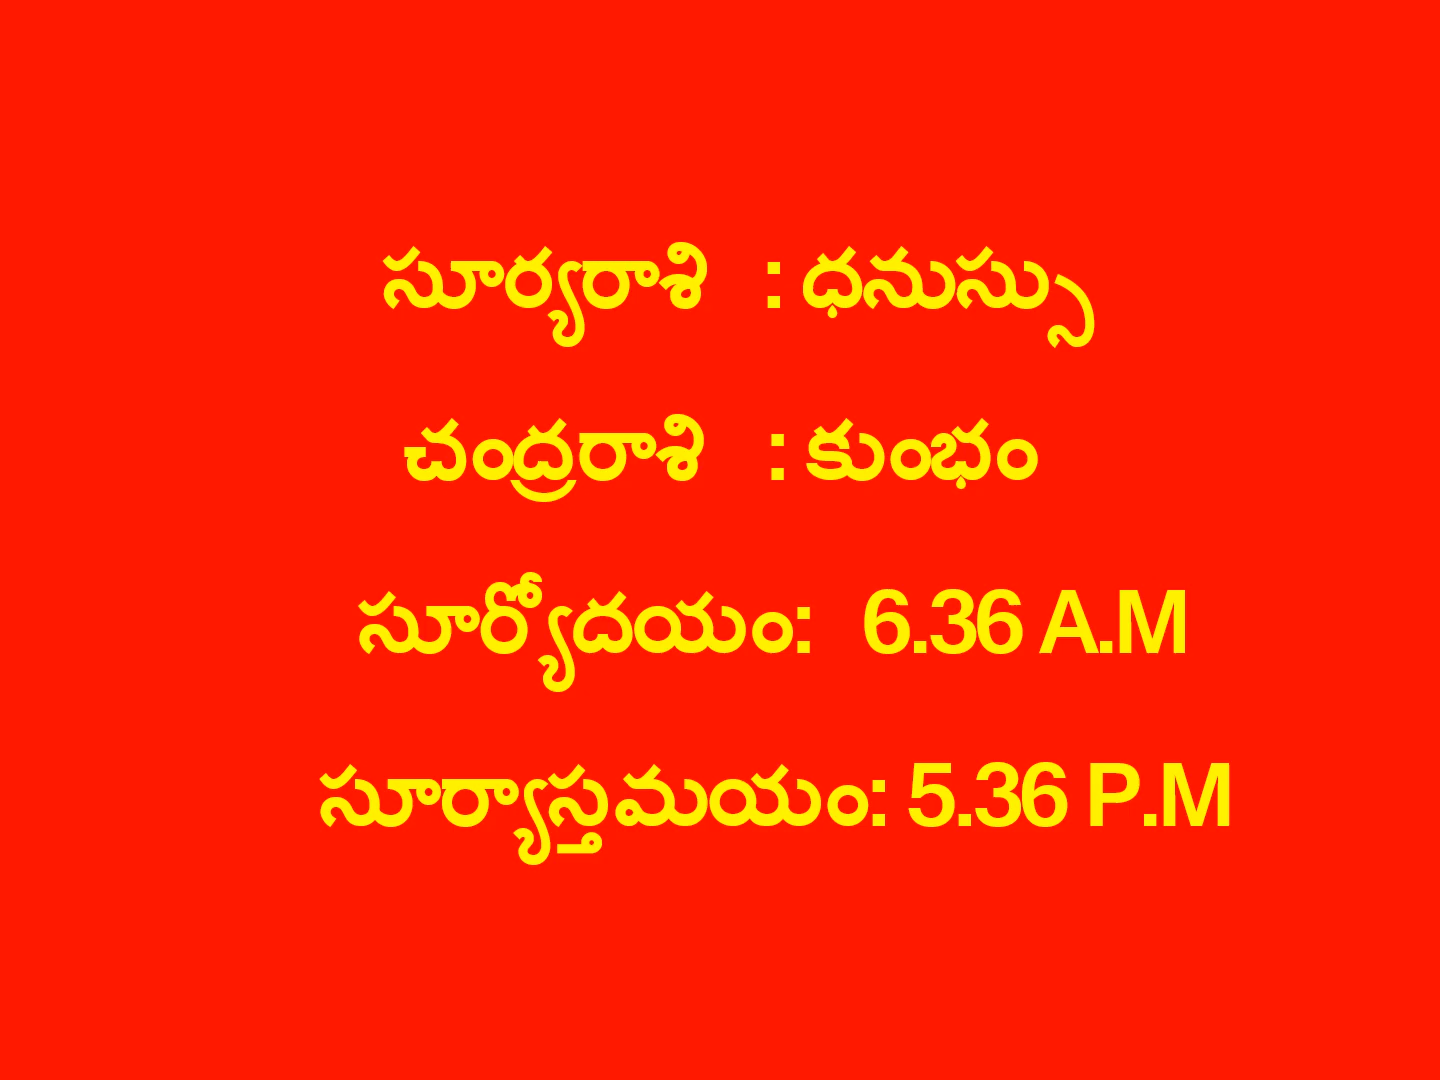 సూర్యరాశి : ధనుస్సు
చంద్రరాశి : కుంభం
సూర్యోదయం: 6.36 A.M
సూర్యాస్తమయం: 5.36 P.M